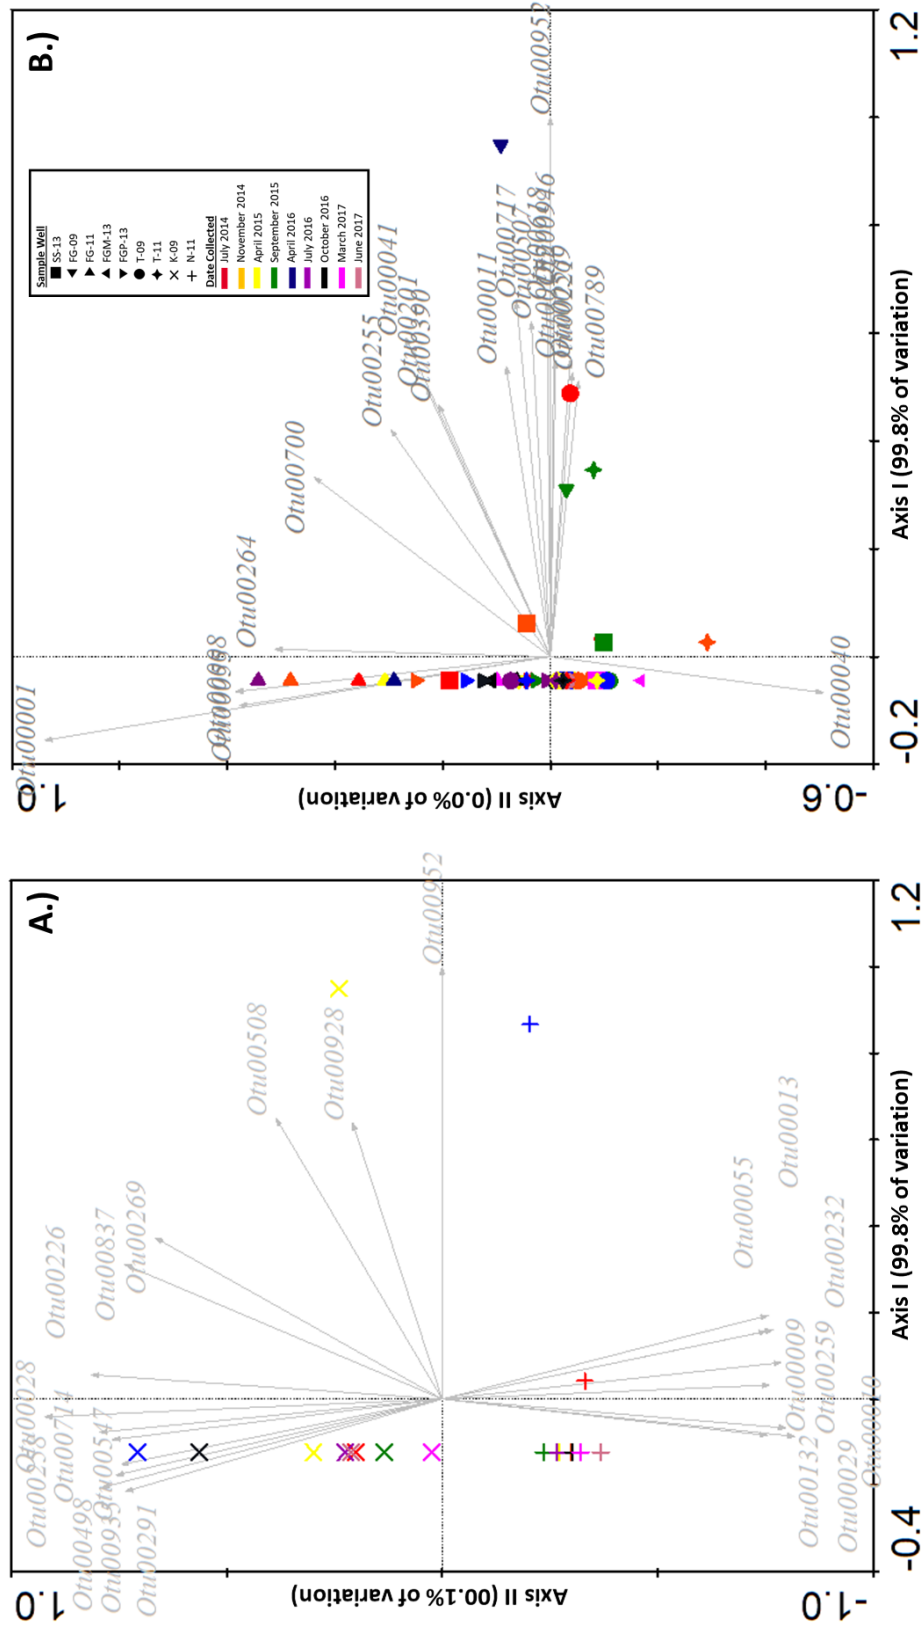 A.)
1.0
-1.0
-0.4
1.2
Axis I (99.8% of variation)
Axis II (00.1% of variation)
Otu00952
Otu00508
Otu00928
Otu00269
Otu00837
Otu00226
Otu00028
Otu00714
Otu00547
Otu00498
Otu00291
Otu00013
Otu00055
Otu00232
Otu00009
Otu00259
Otu00132
Otu00029
B.)
1.0
-0.6
-0.2
1.2
Axis I (99.8% of variation)
Axis II (0.0% of variation)
Sample Well
SS-13
FG-09
FG-11
FGM-13
FGP-13
T-09
T-11
K-09
N-11
Date Collected
July 2014
November 2014
April 2015
September 2015
April 2016
July 2016
October 2016
March 2017
June 2017
Otu00952
Otu00717
Otu00011
Otu00789
Otu00041
Otu00201
Otu00390
Otu00255
Otu00700
Otu00264
Otu00001
Otu00040